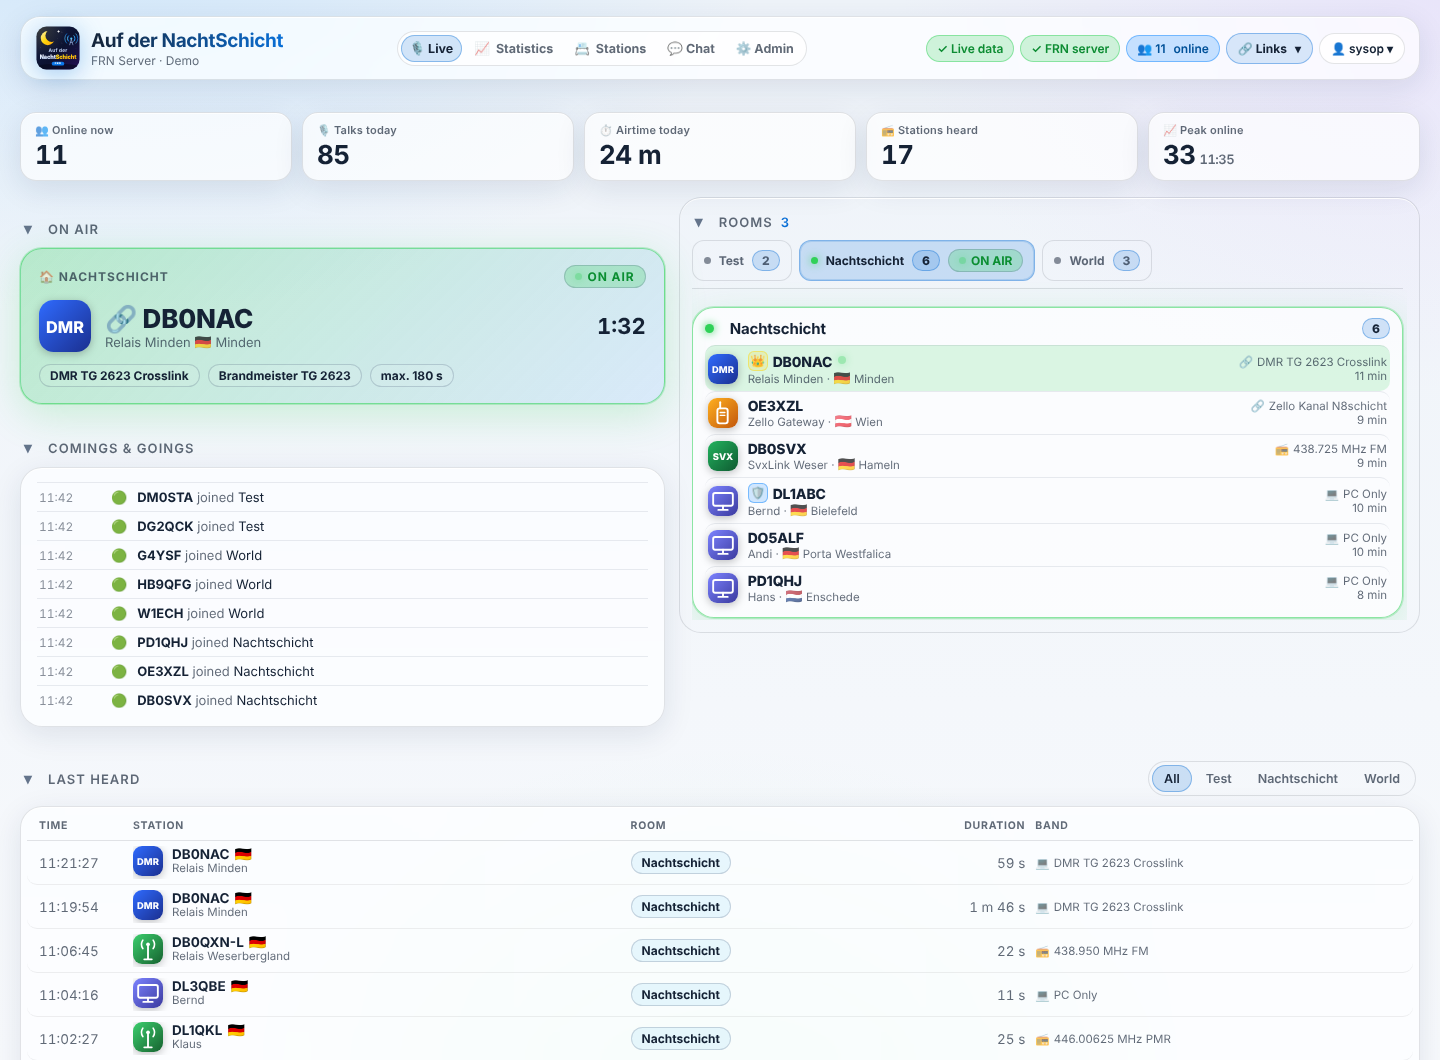 Auf der NachtSchicht
FRN Server · Demo
Live
Statistics
Stations
Chat
Admin
✓ Live data
✓ FRN server
11 online
Links ▾
sysop ▾
Online now
11
Talks today
85
Airtime today
24 m
Stations heard
17
Peak online
33 11:35
▼ ON AIR
NACHTSCHICHT
ON AIR
DMR
DB0NAC
1:32
Relais Minden 🇩🇪 Minden
DMR TG 2623 Crosslink
Brandmeister TG 2623
max. 180 s
▼ COMINGS & GOINGS
11:42 DM0STA joined Test
11:42 DG2QCK joined Test
11:42 G4YSF joined World
11:42 HB9QFG joined World
11:42 W1ECH joined World
11:42 PD1QHJ joined Nachtschicht
11:42 OE3XZL joined Nachtschicht
11:42 DB0SVX joined Nachtschicht
▼ ROOMS 3
Test 2
Nachtschicht 6 ON AIR
World 3
Nachtschicht 6
DMR
DB0NAC
DMR TG 2623 Crosslink
Relais Minden · 🇩🇪 Minden
11 min
OE3XZL
Zello Kanal N8schicht
Zello Gateway · 🇦🇹 Wien
9 min
SVX
DB0SVX
438.725 MHz FM
SvxLink Weser · 🇩🇪 Hameln
9 min
DL1ABC
PC Only
Bernd · 🇩🇪 Bielefeld
10 min
DO5ALF
PC Only
Andi · 🇩🇪 Porta Westfalica
10 min
PD1QHJ
PC Only
Hans · 🇳🇱 Enschede
8 min
▼ LAST HEARD
All Test Nachtschicht World
TIME STATION ROOM DURATION BAND
11:21:27 DMR DB0NAC Nachtschicht 59 s DMR TG 2623 Crosslink
Relais Minden
11:19:54 DMR DB0NAC Nachtschicht 1 m 46 s DMR TG 2623 Crosslink
Relais Minden
11:06:45 DB0QXN-L Nachtschicht 22 s 438.950 MHz FM
Relais Weserbergland
11:04:16 DL3QBE Nachtschicht 11 s PC Only
Bernd
11:02:27 DL1QKL Nachtschicht 25 s 446.00625 MHz PMR
Klaus